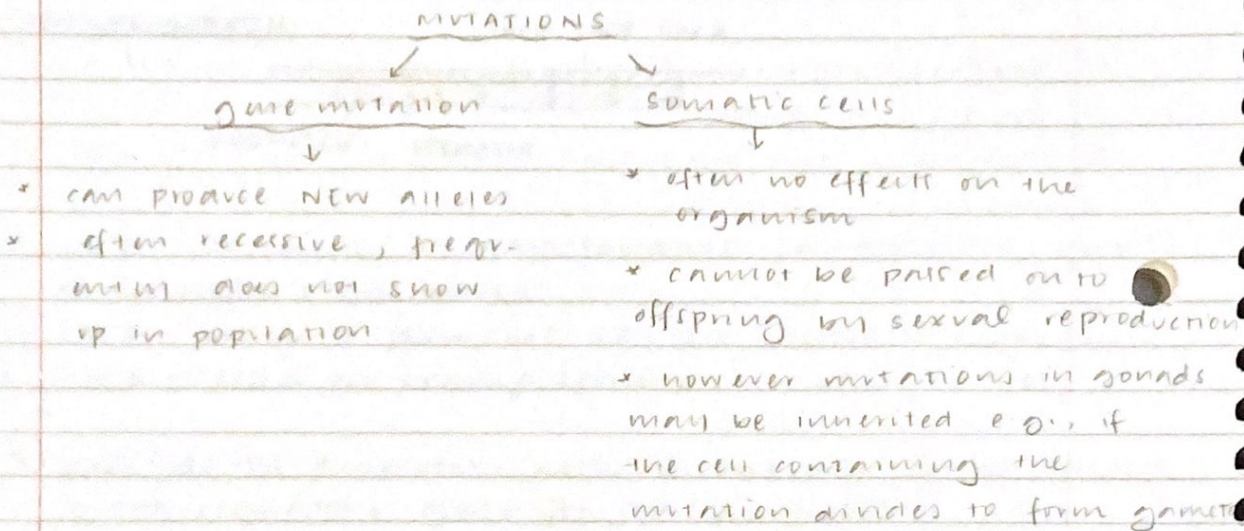 MUTATIONS
gene mutation
* can produce NEW alleles
* often recessive, frequ-
does not show
up in population
somatic cells
* often no effects on the
organism
* cannot be passed on to
offspring by sexual reproduction
* however mutations in gonads
may be inherited e.g., if
the cell containing the
mutation divides to form